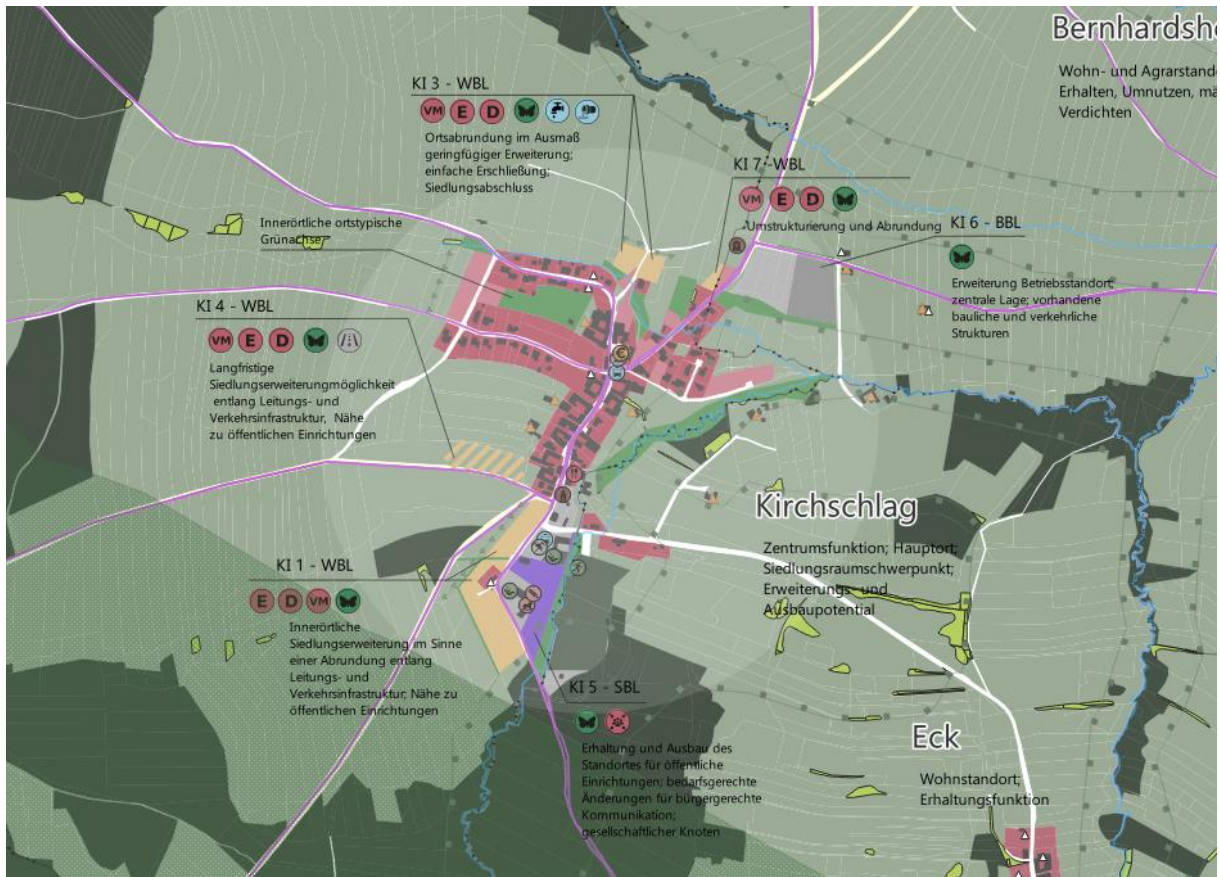 Bernhardsho
Wohn- und Agrarstando
Erhalten, Umnutzen, mä
Verdichten
KI 3 - WBL
VM E D
Ortsabrundung im Ausmaß
geringfügiger Erweiterung;
einfache Erschließung;
Siedlungsabschluss
KI 7 - WBL
VM E D
Umstrukturierung und Abrundung
KI 6 - BBL
Erweiterung Betriebsstandort;
zentrale Lage; vorhandene
bauliche und verkehrliche
Strukturen
Innerörtliche ortstypische
Grünachse
KI 4 - WBL
VM E D
Langfristige
Siedlungserweiterungmöglichkeit
entlang Leitungs- und
Verkehrsinfrastruktur, Nähe
zu öffentlichen Einrichtungen
Kirchschlag
Zentrumsfunktion; Hauptort;
Siedlungsraumschwerpunkt;
Erweiterungs- und
Ausbaupotential
KI 1 - WBL
E D VM
Innerörtliche
Siedlungserweiterung im Sinne
einer Abrundung entlang
Leitungs- und
Verkehrsinfrastruktur; Nähe zu
öffentlichen Einrichtungen
KI 5 - SBL
Erhaltung und Ausbau des
Standortes für öffentliche
Einrichtungen; bedarfsgerechte
Änderungen für bürgergerechte
Kommunikation;
gesellschaftlicher Knoten
Eck
Wohnstandort;
Erhaltungsfunktion